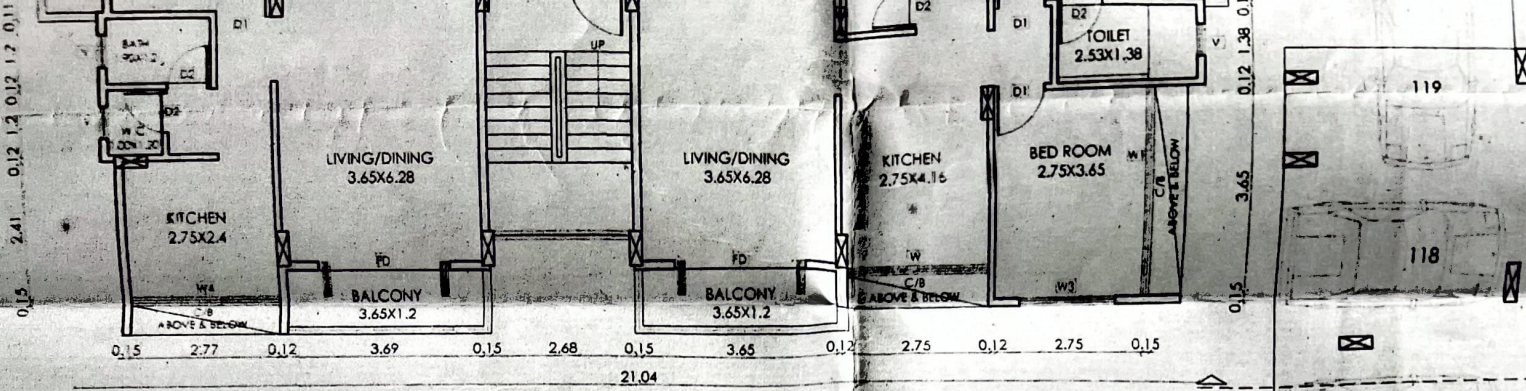 D1
UP
D2
D1
D2
TOILET
2.53X1.38
V
BATH
D2
D2
D1
119
LIVING/DINING
3.65X6.28
LIVING/DINING
3.65X6.28
KITCHEN
2.75X4.16
BED ROOM
2.75X3.65
W
C/B
ABOVE & BELOW
KITCHEN
2.75X2.4
FD
FD
W
C/B
ABOVE & BELOW
W3
118
W4
C/B
ABOVE & BELOW
BALCONY
3.65X1.2
BALCONY
3.65X1.2
0.11
1.2
0.12
1.2
0.12
2.41
0.15
1.38
0.12
3.65
0.15
0.15 2.77 0.12 3.69 0.15 2.68 0.15 3.65 0.12 2.75 0.12 2.75 0.15
21.04